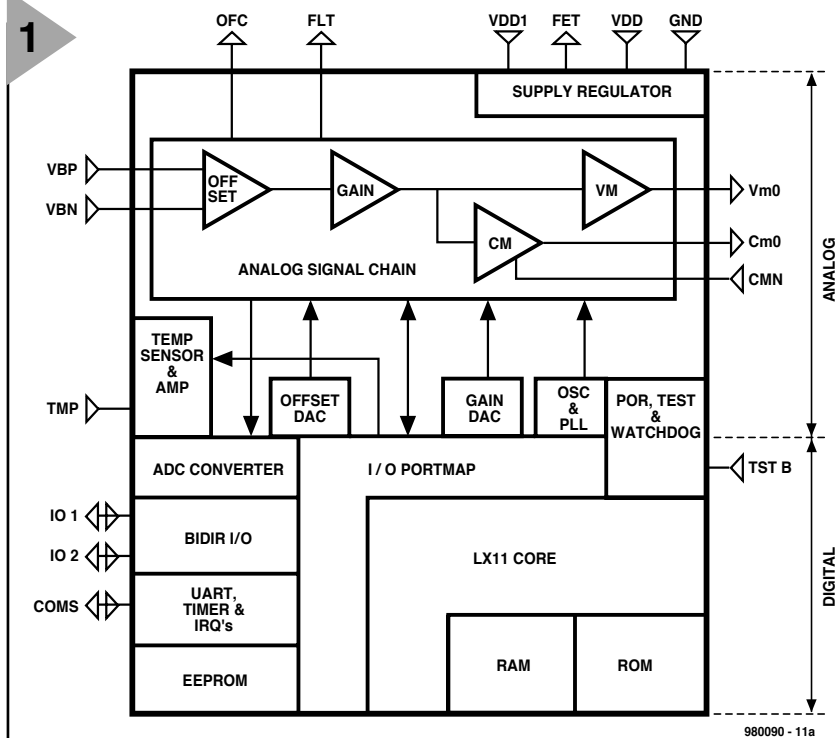 1
OFC
FLT
VDD1
FET
VDD
GND
SUPPLY REGULATOR
VBP
VBN
OFF
SET
GAIN
VM
CM
Vm0
Cm0
CMN
ANALOG SIGNAL CHAIN
ANALOG
TEMP
SENSOR
&
AMP
TMP
OFFSET
DAC
GAIN
DAC
OSC
&
PLL
POR, TEST
&
WATCHDOG
ADC CONVERTER
I / O PORTMAP
TST B
IO 1
IO 2
BIDIR I/O
LX11 CORE
DIGITAL
COMS
UART,
TIMER &
IRQ's
EEPROM
RAM
ROM
980090 - 11a